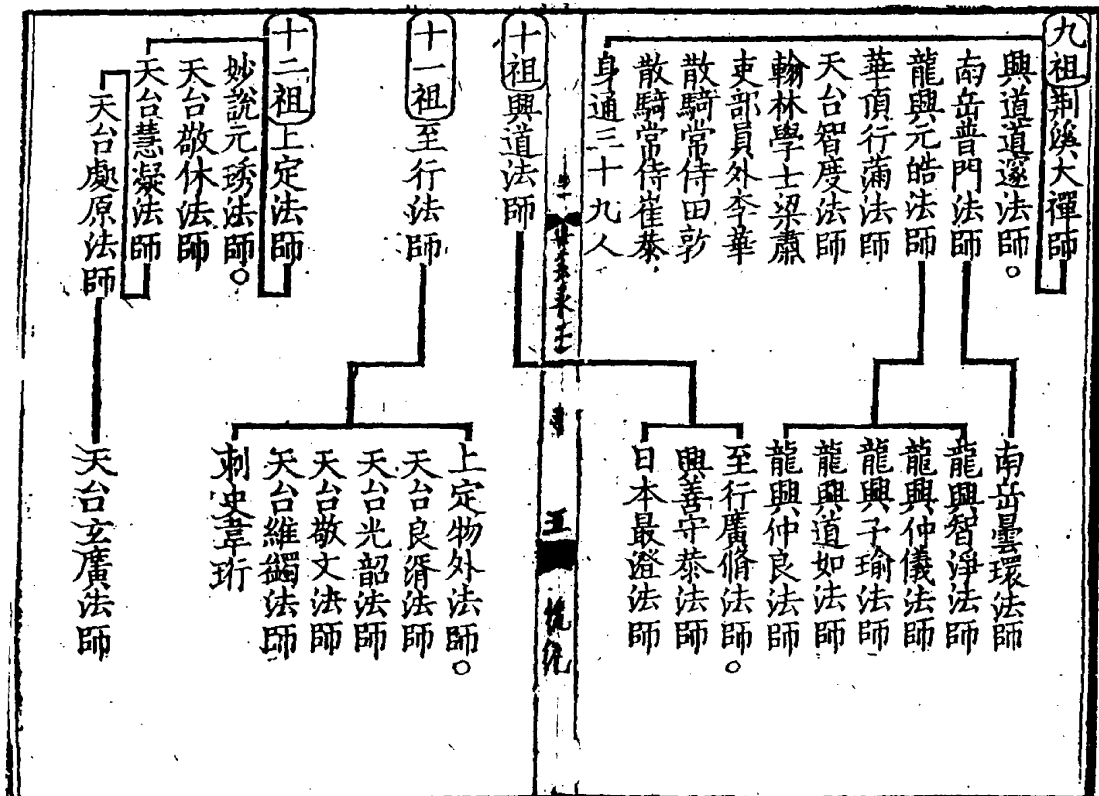 九祖荆溪大禪師
興道道邃法師。
南岳普門法師
龍興元皓法師
華頂行滿法師
天台智度法師
翰林學士梁肅
吏部員外李華
散騎常侍田敦
散騎常侍崔恭
身通三十九人
南岳曇環法師
龍興智淨法師
龍興仲儀法師
龍興子瑜法師
龍興道如法師
龍興仲良法師
十祖興道法師
至行廣脩法師。
興善守恭法師
日本最澄法師
十一祖至行法師
上定物外法師。
天台良湑法師
天台光韶法師
天台敬文法師
天台維蠲法師
刺史韋珩
十二祖上定法師
妙說元琇法師。
天台敬休法師
天台慧凝法師
天台處原法師
天台玄廣法師
五
統紀